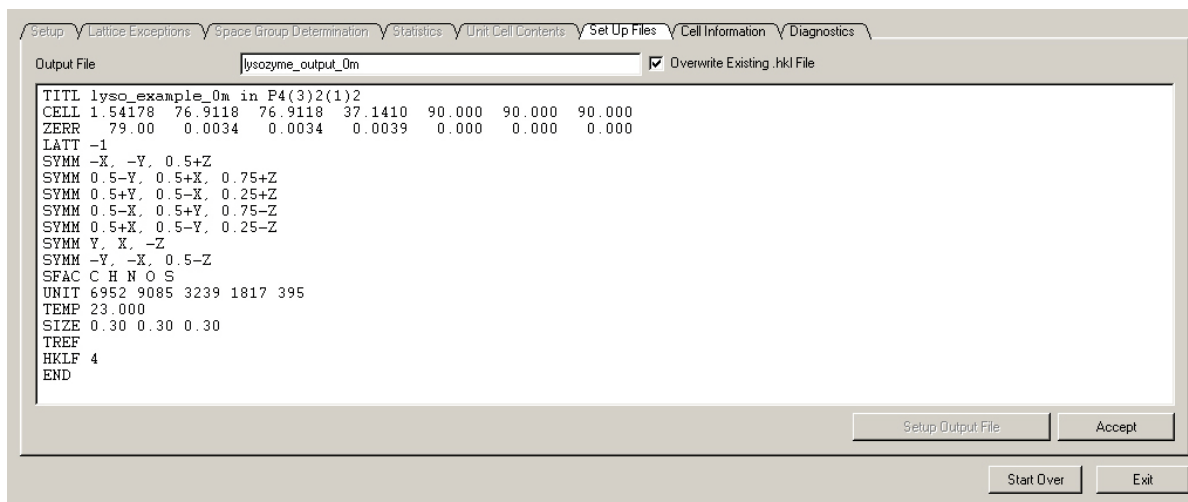 Setup Lattice Exceptions Space Group Determination Statistics Unit Cell Contents Set Up Files Cell Information Diagnostics
Output File lysozyme_output_0m Overwrite Existing .hkl File
TITL lyso_example_0m in P4(3)2(1)2
CELL 1.54178 76.9118 76.9118 37.1410 90.000 90.000 90.000
ZERR 79.00 0.0034 0.0034 0.0039 0.000 0.000 0.000
LATT -1
SYMM -X, -Y, 0.5+Z
SYMM 0.5-Y, 0.5+X, 0.75+Z
SYMM 0.5+Y, 0.5-X, 0.25+Z
SYMM 0.5-X, 0.5+Y, 0.75-Z
SYMM 0.5+X, 0.5-Y, 0.25-Z
SYMM Y, X, -Z
SYMM -Y, -X, 0.5-Z
SFAC C H N O S
UNIT 6952 9085 3239 1817 395
TEMP 23.000
SIZE 0.30 0.30 0.30
TREF
HKLF 4
END
Setup Output File Accept
Start Over Exit